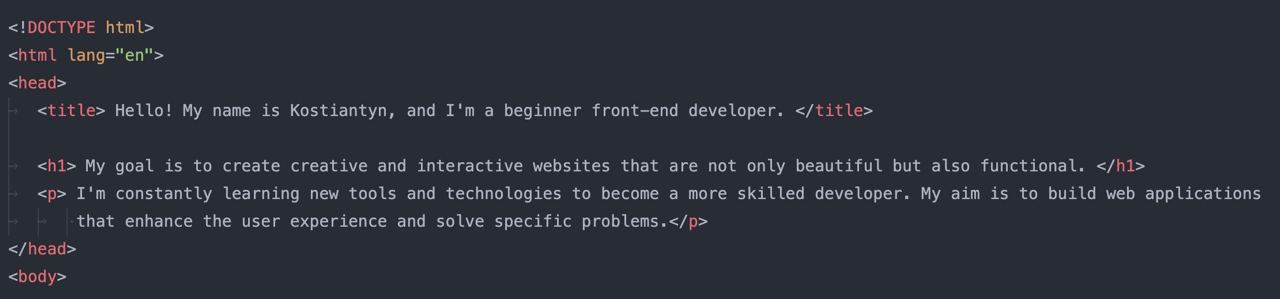 <!DOCTYPE html>
<html lang="en">
<head>
<title> Hello! My name is Kostiantyn, and I'm a beginner front-end developer. </title>
<h1> My goal is to create creative and interactive websites that are not only beautiful but also functional. </h1>
<p> I'm constantly learning new tools and technologies to become a more skilled developer. My aim is to build web applications
that enhance the user experience and solve specific problems.</p>
</head>
<body>